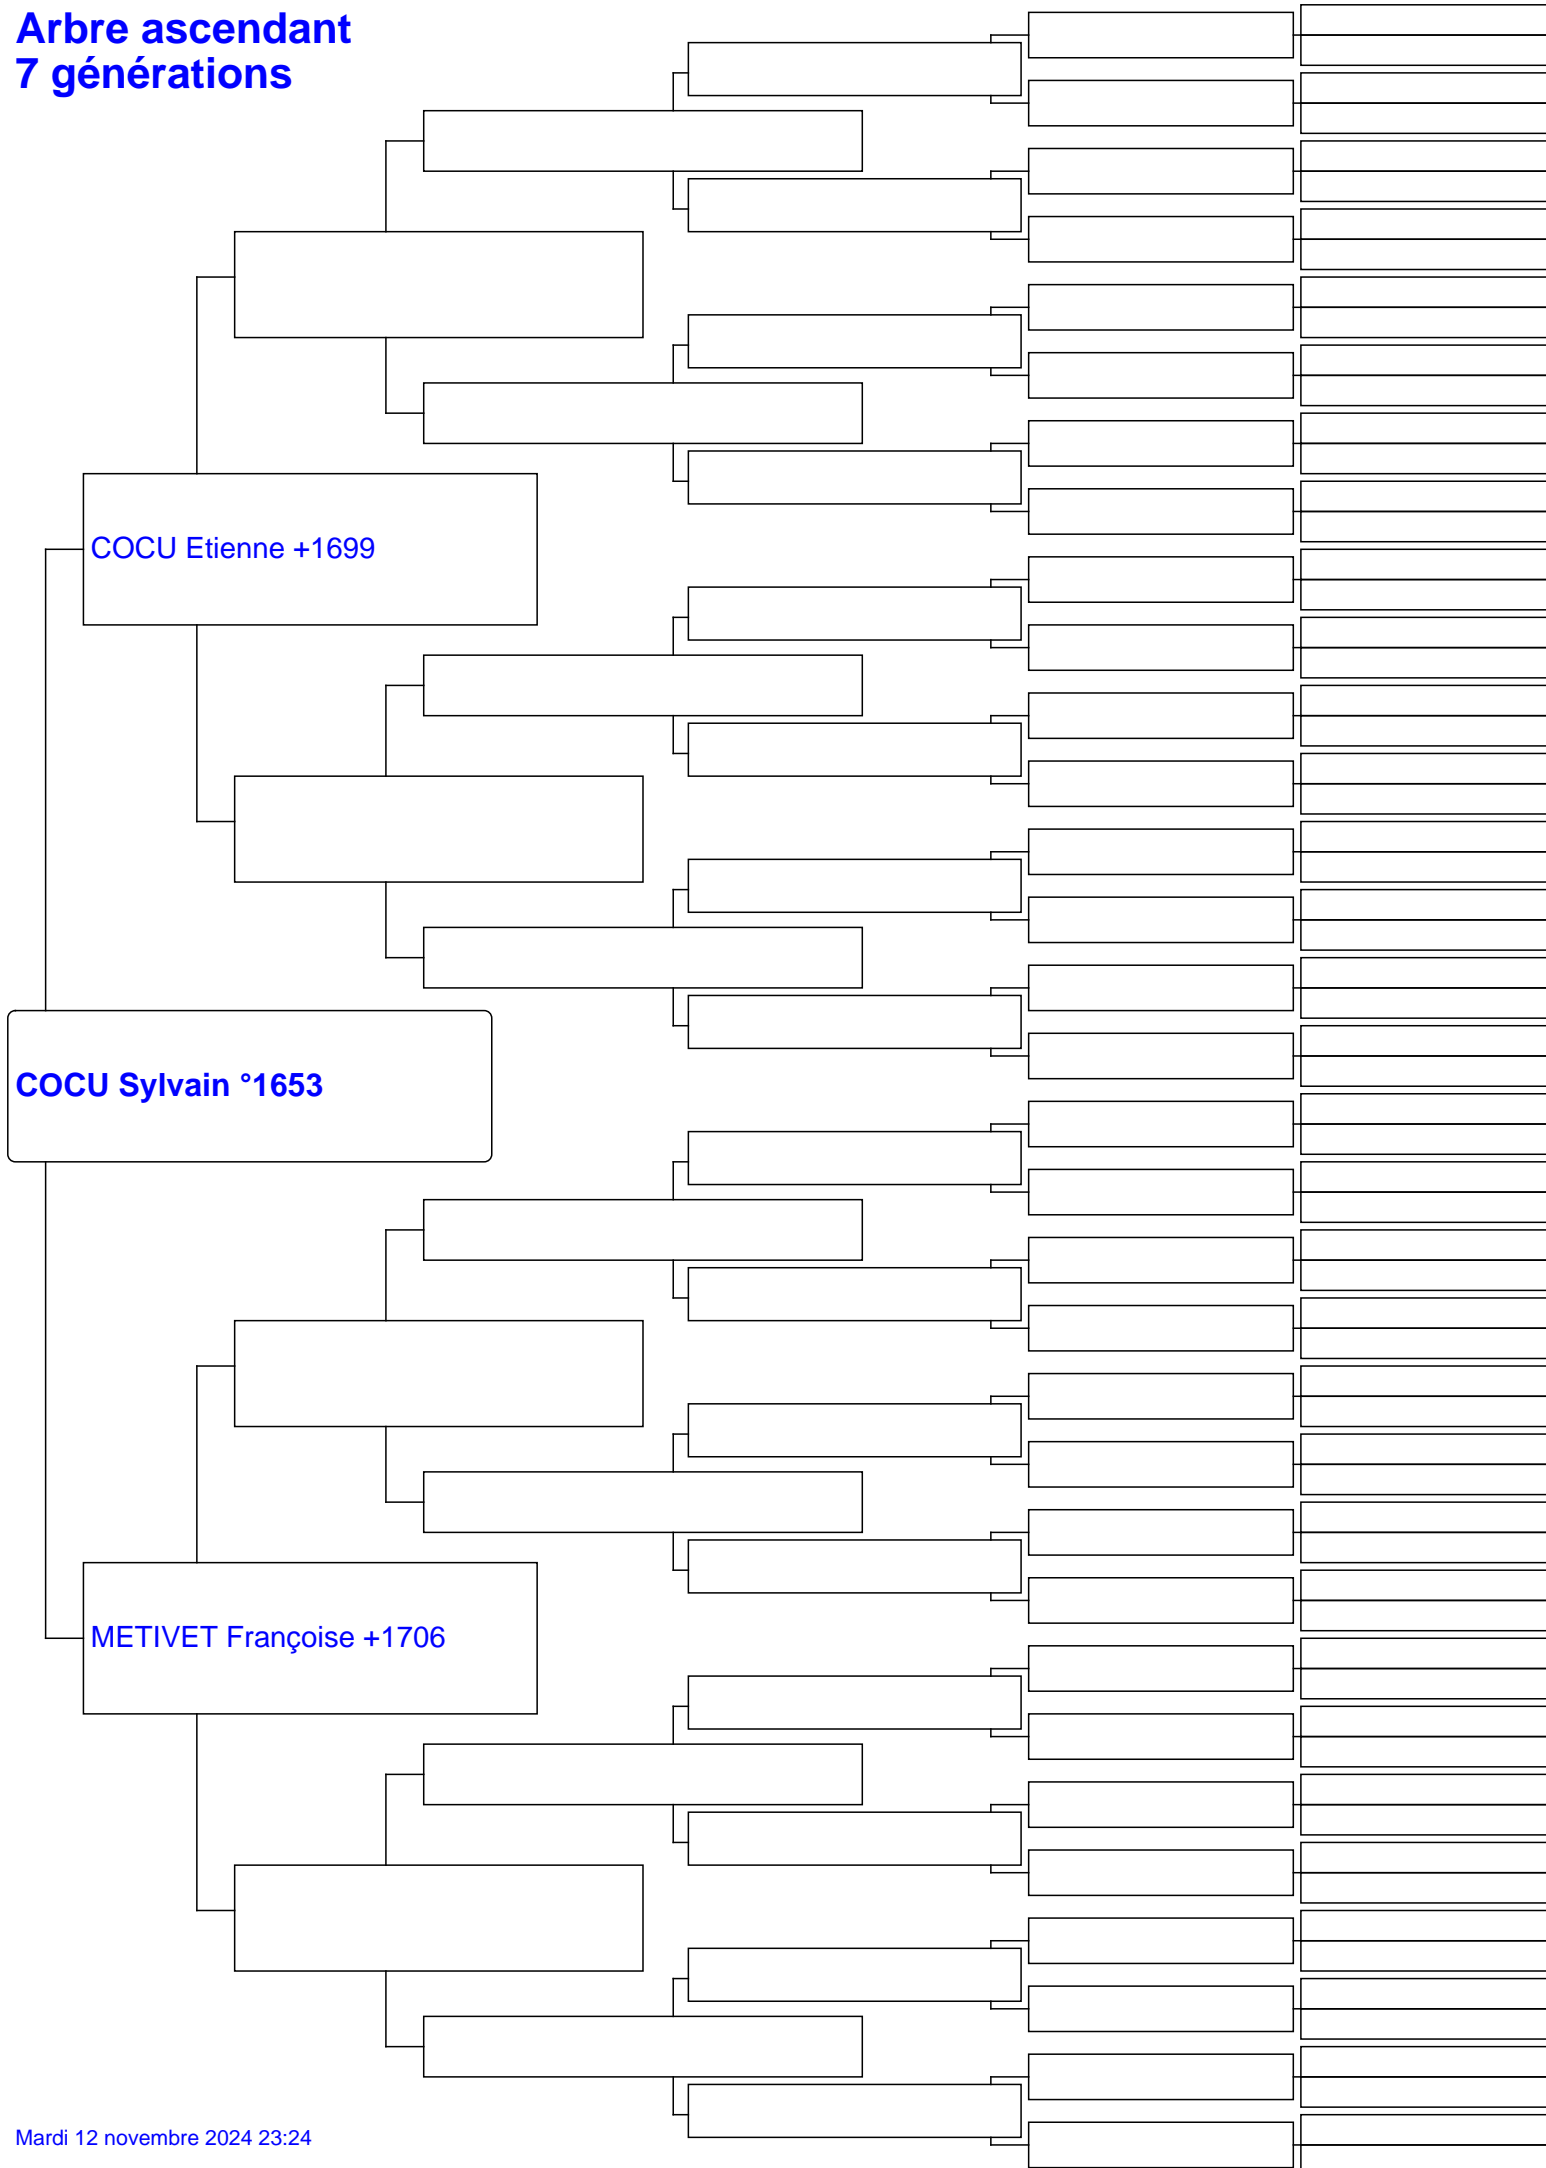 Arbre ascendant
7 générations
COCU Etienne +1699
COCU Sylvain °1653
METIVET Françoise +1706
Mardi 12 novembre 2024 23:24